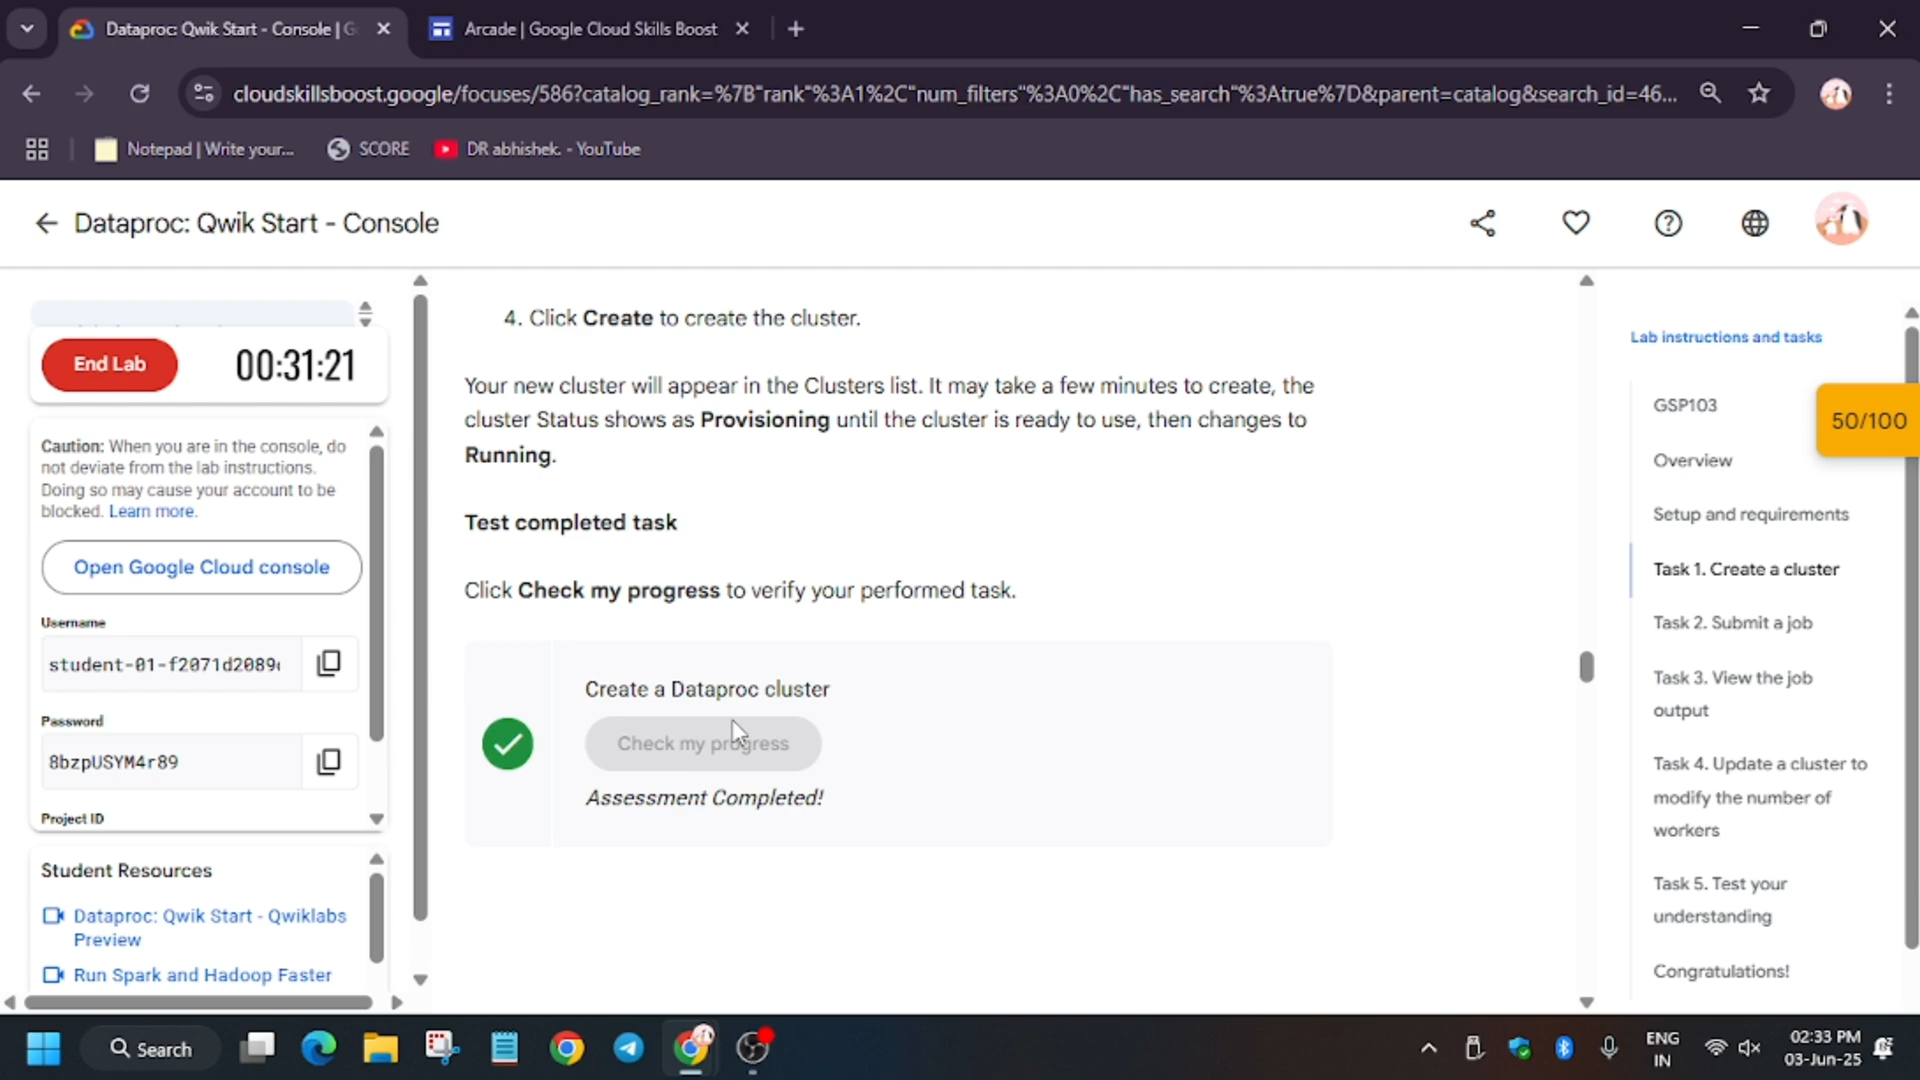 Dataproc: Qwik Start - Console | G
Arcade | Google Cloud Skills Boost
cloudskillsboost.google/focuses/586?catalog_rank=%7B"rank"%3A1%2C"num_filters"%3A0%2C"has_search"%3Atrue%7D&parent=catalog&search_id=46...
Notepad | Write your...
SCORE
DR abhishek. - YouTube
Dataproc: Qwik Start - Console
End Lab
00:31:21
Caution: When you are in the console, do
not deviate from the lab instructions.
Doing so may cause your account to be
blocked. Learn more.
Open Google Cloud console
Username
student-01-f2071d2089
Password
8bzpUSYM4r89
Project ID
Student Resources
Dataproc: Qwik Start - Qwiklabs
Preview
Run Spark and Hadoop Faster
4. Click Create to create the cluster.
Your new cluster will appear in the Clusters list. It may take a few minutes to create, the
cluster Status shows as Provisioning until the cluster is ready to use, then changes to
Running.
Test completed task
Click Check my progress to verify your performed task.
Create a Dataproc cluster
Check my progress
Assessment Completed!
Lab instructions and tasks
GSP103
50/100
Overview
Setup and requirements
Task 1. Create a cluster
Task 2. Submit a job
Task 3. View the job
output
Task 4. Update a cluster to
modify the number of
workers
Task 5. Test your
understanding
Congratulations!
Search
ENG
IN
02:33 PM
03-Jun-25